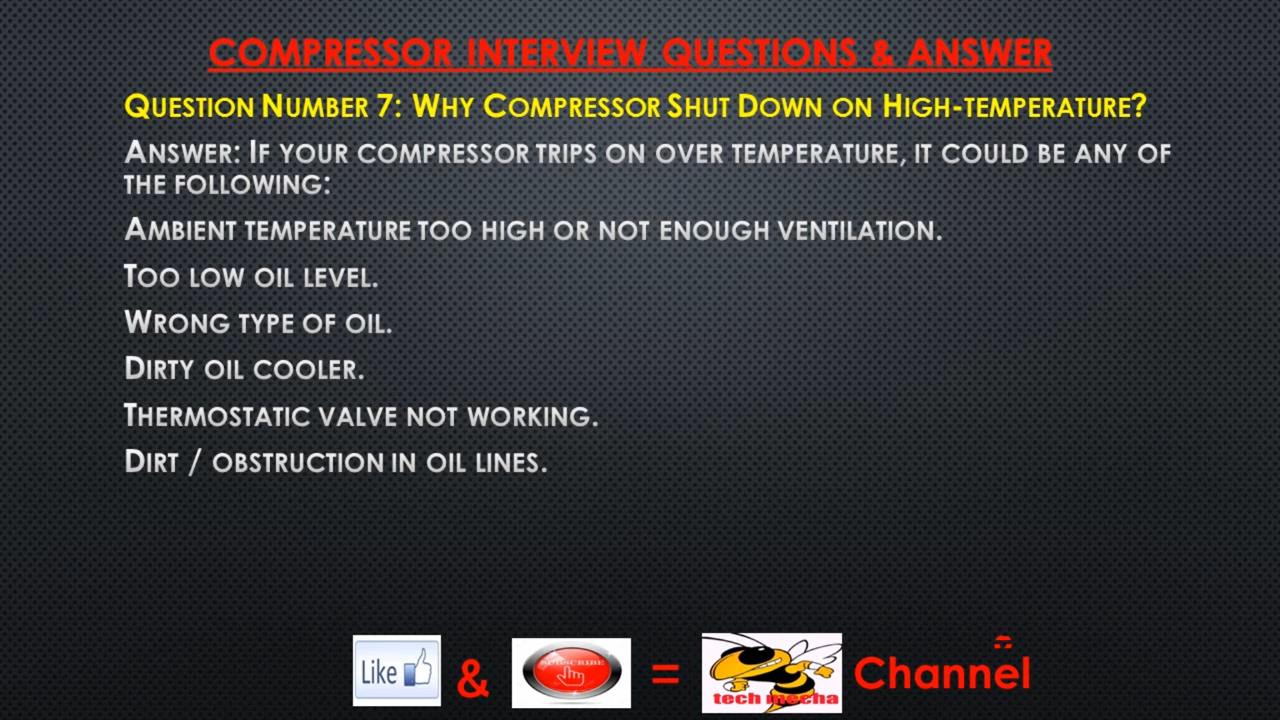 COMPRESSOR INTERVIEW QUESTIONS & ANSWER
QUESTION NUMBER 7: WHY COMPRESSOR SHUT DOWN ON HIGH-TEMPERATURE?
ANSWER: IF YOUR COMPRESSOR TRIPS ON OVER TEMPERATURE, IT COULD BE ANY OF
THE FOLLOWING:
AMBIENT TEMPERATURE TOO HIGH OR NOT ENOUGH VENTILATION.
TOO LOW OIL LEVEL.
WRONG TYPE OF OIL.
DIRTY OIL COOLER.
THERMOSTATIC VALVE NOT WORKING.
DIRT / OBSTRUCTION IN OIL LINES.
Like & SUBSCRIBE = tech mecha Channel